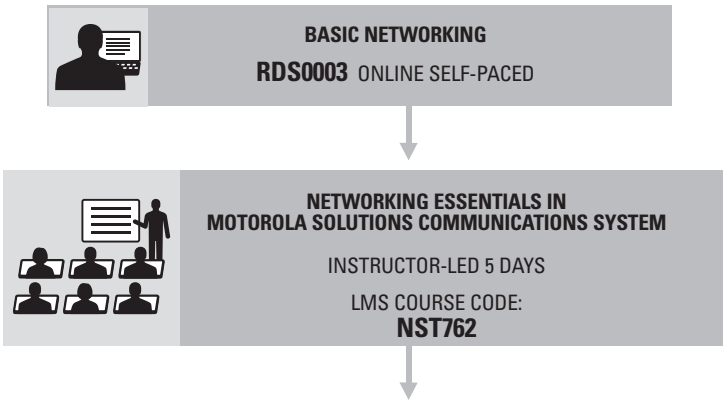 BASIC NETWORKING
RDS0003 ONLINE SELF-PACED
NETWORKING ESSENTIALS IN
MOTOROLA SOLUTIONS COMMUNICATIONS SYSTEM
INSTRUCTOR-LED 5 DAYS
LMS COURSE CODE:
NST762